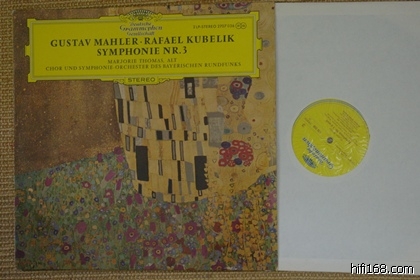 Deutsche
Grammophon
Gesellschaft
GUSTAV MAHLER · RAFAEL KUBELIK
SYMPHONIE NR. 3
MARJORIE THOMAS, ALT
CHOR UND SYMPHONIE-ORCHESTER DES BAYERISCHEN RUNDFUNKS
STEREO
hifi168.com